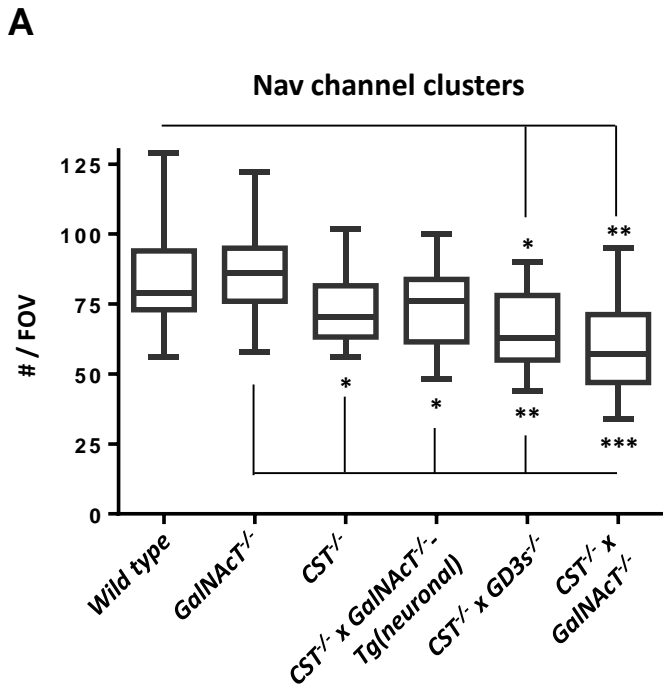 A
Nav channel clusters
# / FOV
125
100
75
50
25
0
**
*
*
*
**
***
Wild type
GalNAcT-/-
CST-/-
CST-/- x GalNAcT-/--
Tg(neuronal)
CST-/- x GD3s-/-
CST-/- x
GalNAcT-/-